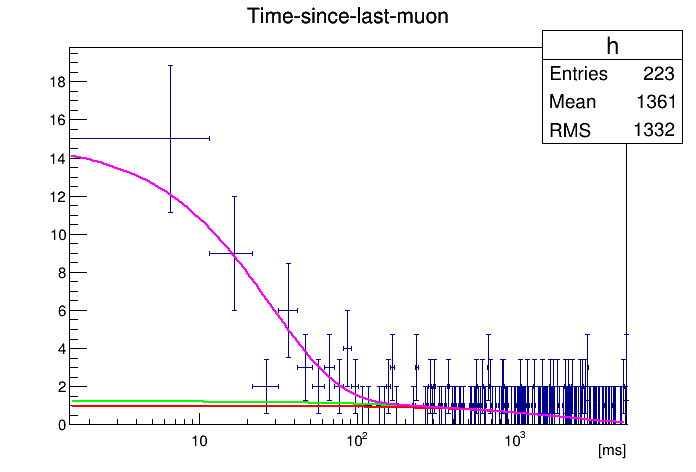 Time-since-last-muon
h
Entries 223
Mean 1361
RMS 1332
18
16
14
12
10
8
6
4
2
0
10 10² 10³
[ms]